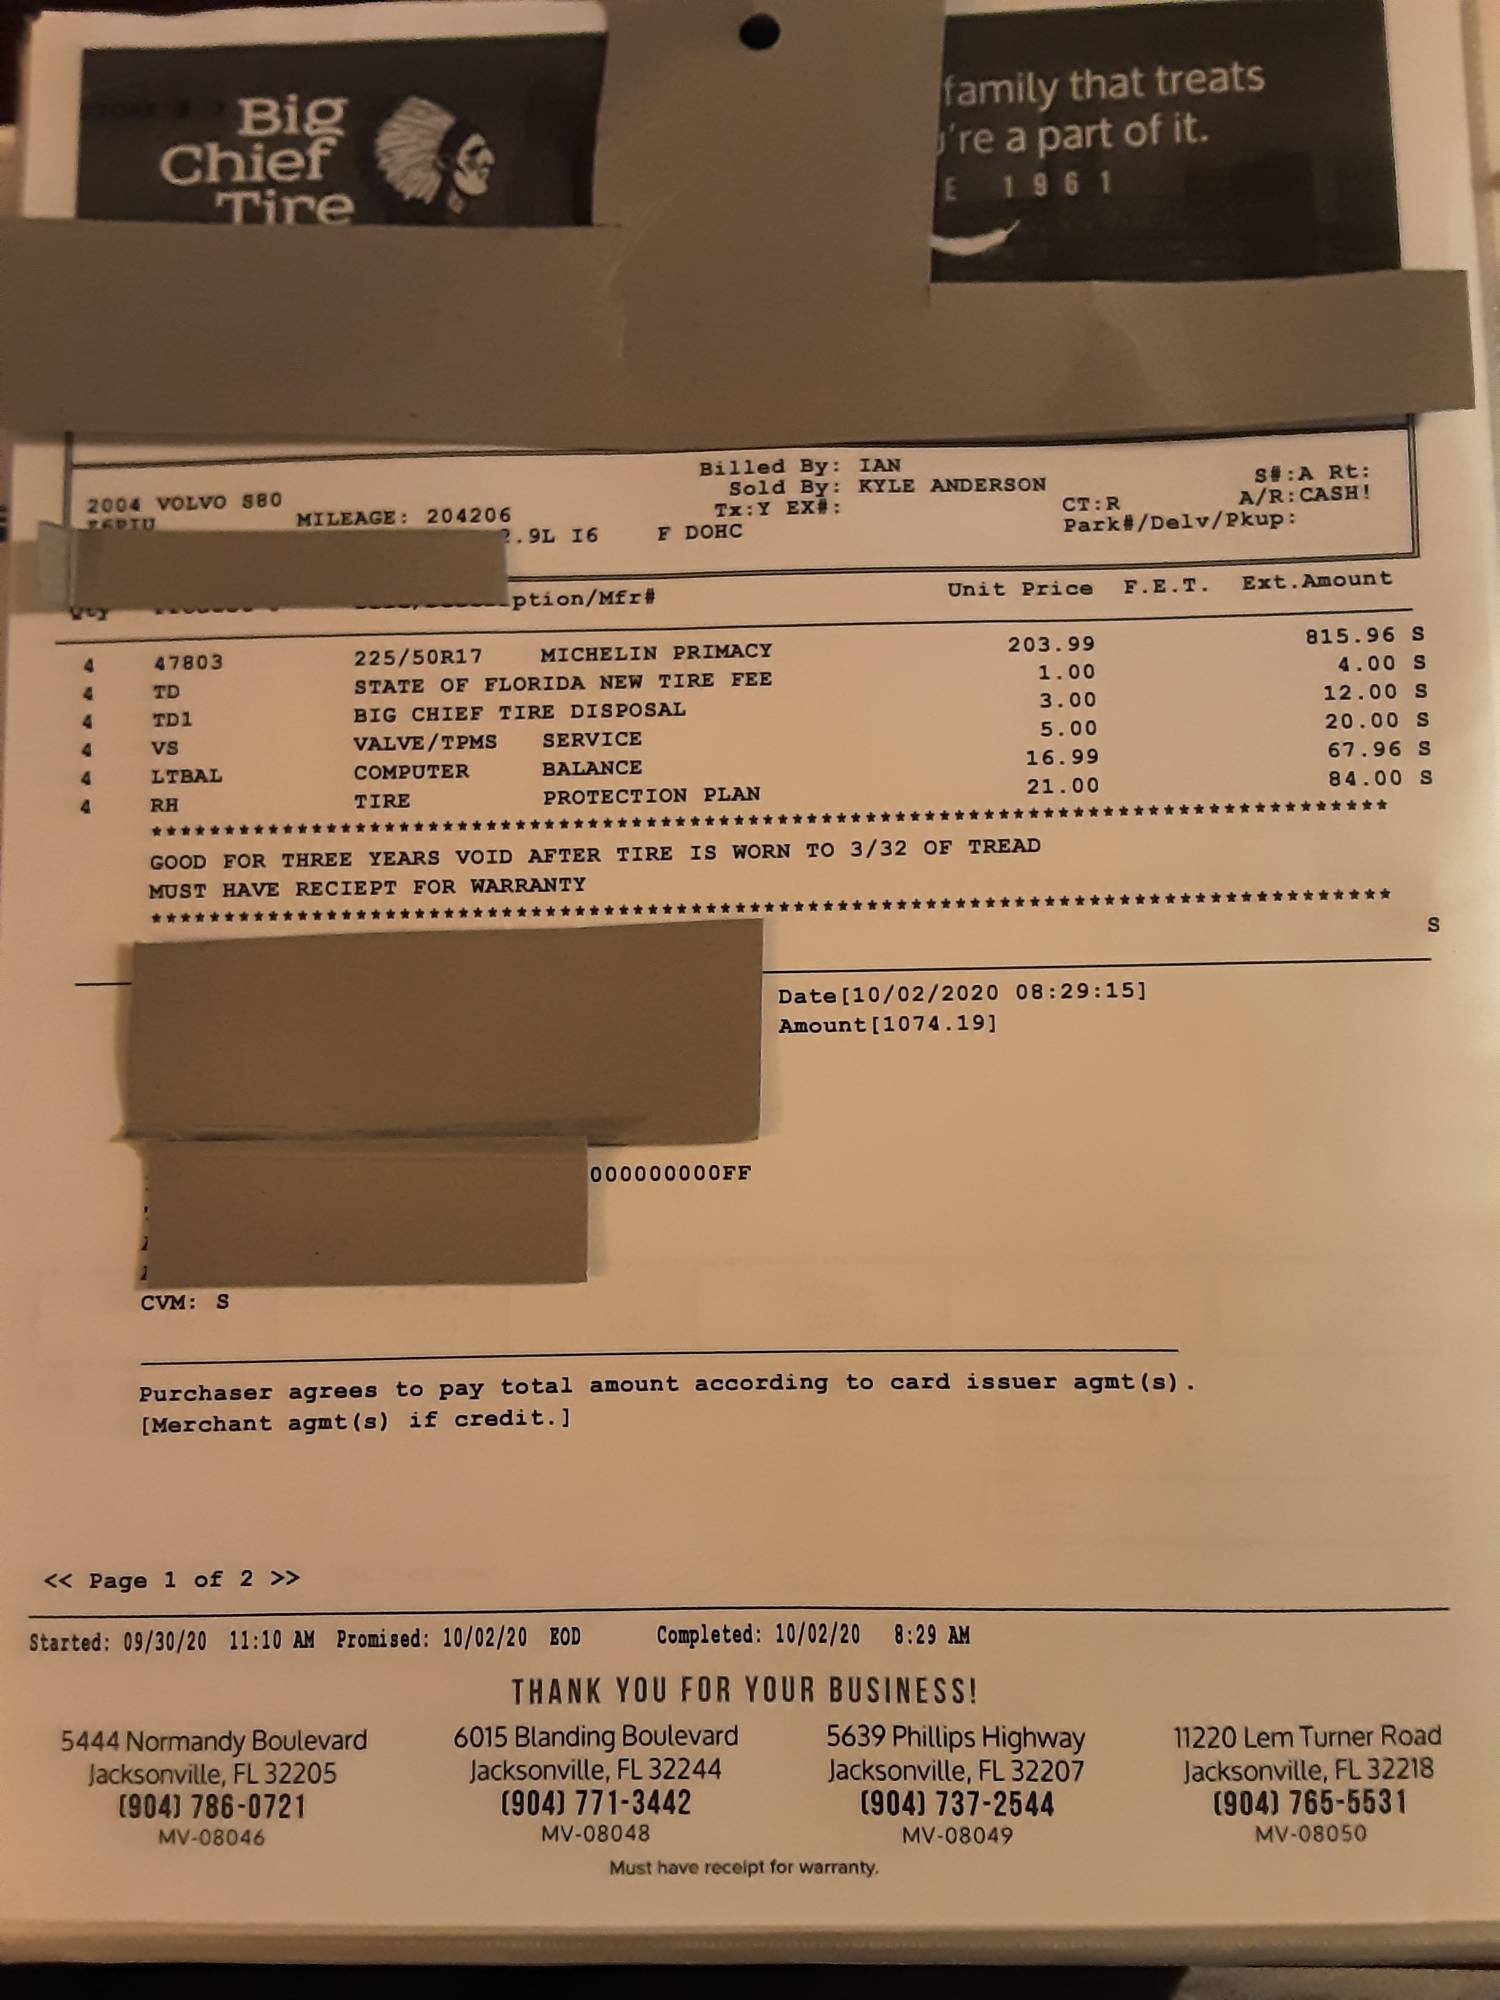 Big
Chief
Tire
family that treats
're a part of it.
E 1961
Billed By: IAN
Sold By: KYLE ANDERSON
S#:A Rt:
2004 VOLVO S80
Tx:Y EX#:
CT:R
A/R:CASH!
MILEAGE: 204206
Park#/Delv/Pkup:
.9L I6 F DOHC
Qty ption/Mfr# Unit Price F.E.T. Ext.Amount
4 47803 225/50R17 MICHELIN PRIMACY 203.99 815.96 S
4 TD STATE OF FLORIDA NEW TIRE FEE 1.00 4.00 S
4 TD1 BIG CHIEF TIRE DISPOSAL 3.00 12.00 S
4 VS VALVE/TPMS SERVICE 5.00 20.00 S
4 LTBAL COMPUTER BALANCE 16.99 67.96 S
4 RH TIRE PROTECTION PLAN 21.00 84.00 S
GOOD FOR THREE YEARS VOID AFTER TIRE IS WORN TO 3/32 OF TREAD
MUST HAVE RECIEPT FOR WARRANTY
S
Date[10/02/2020 08:29:15]
Amount[1074.19]
000000000FF
CVM: S
Purchaser agrees to pay total amount according to card issuer agmt(s).
[Merchant agmt(s) if credit.]
<< Page 1 of 2 >>
Started: 09/30/20 11:10 AM Promised: 10/02/20 EOD Completed: 10/02/20 8:29 AM
THANK YOU FOR YOUR BUSINESS!
5444 Normandy Boulevard
Jacksonville, FL 32205
(904) 786-0721
MV-08046
6015 Blanding Boulevard
Jacksonville, FL 32244
(904) 771-3442
MV-08048
5639 Phillips Highway
Jacksonville, FL 32207
(904) 737-2544
MV-08049
11220 Lem Turner Road
Jacksonville, FL 32218
(904) 765-5531
MV-08050
Must have receipt for warranty.